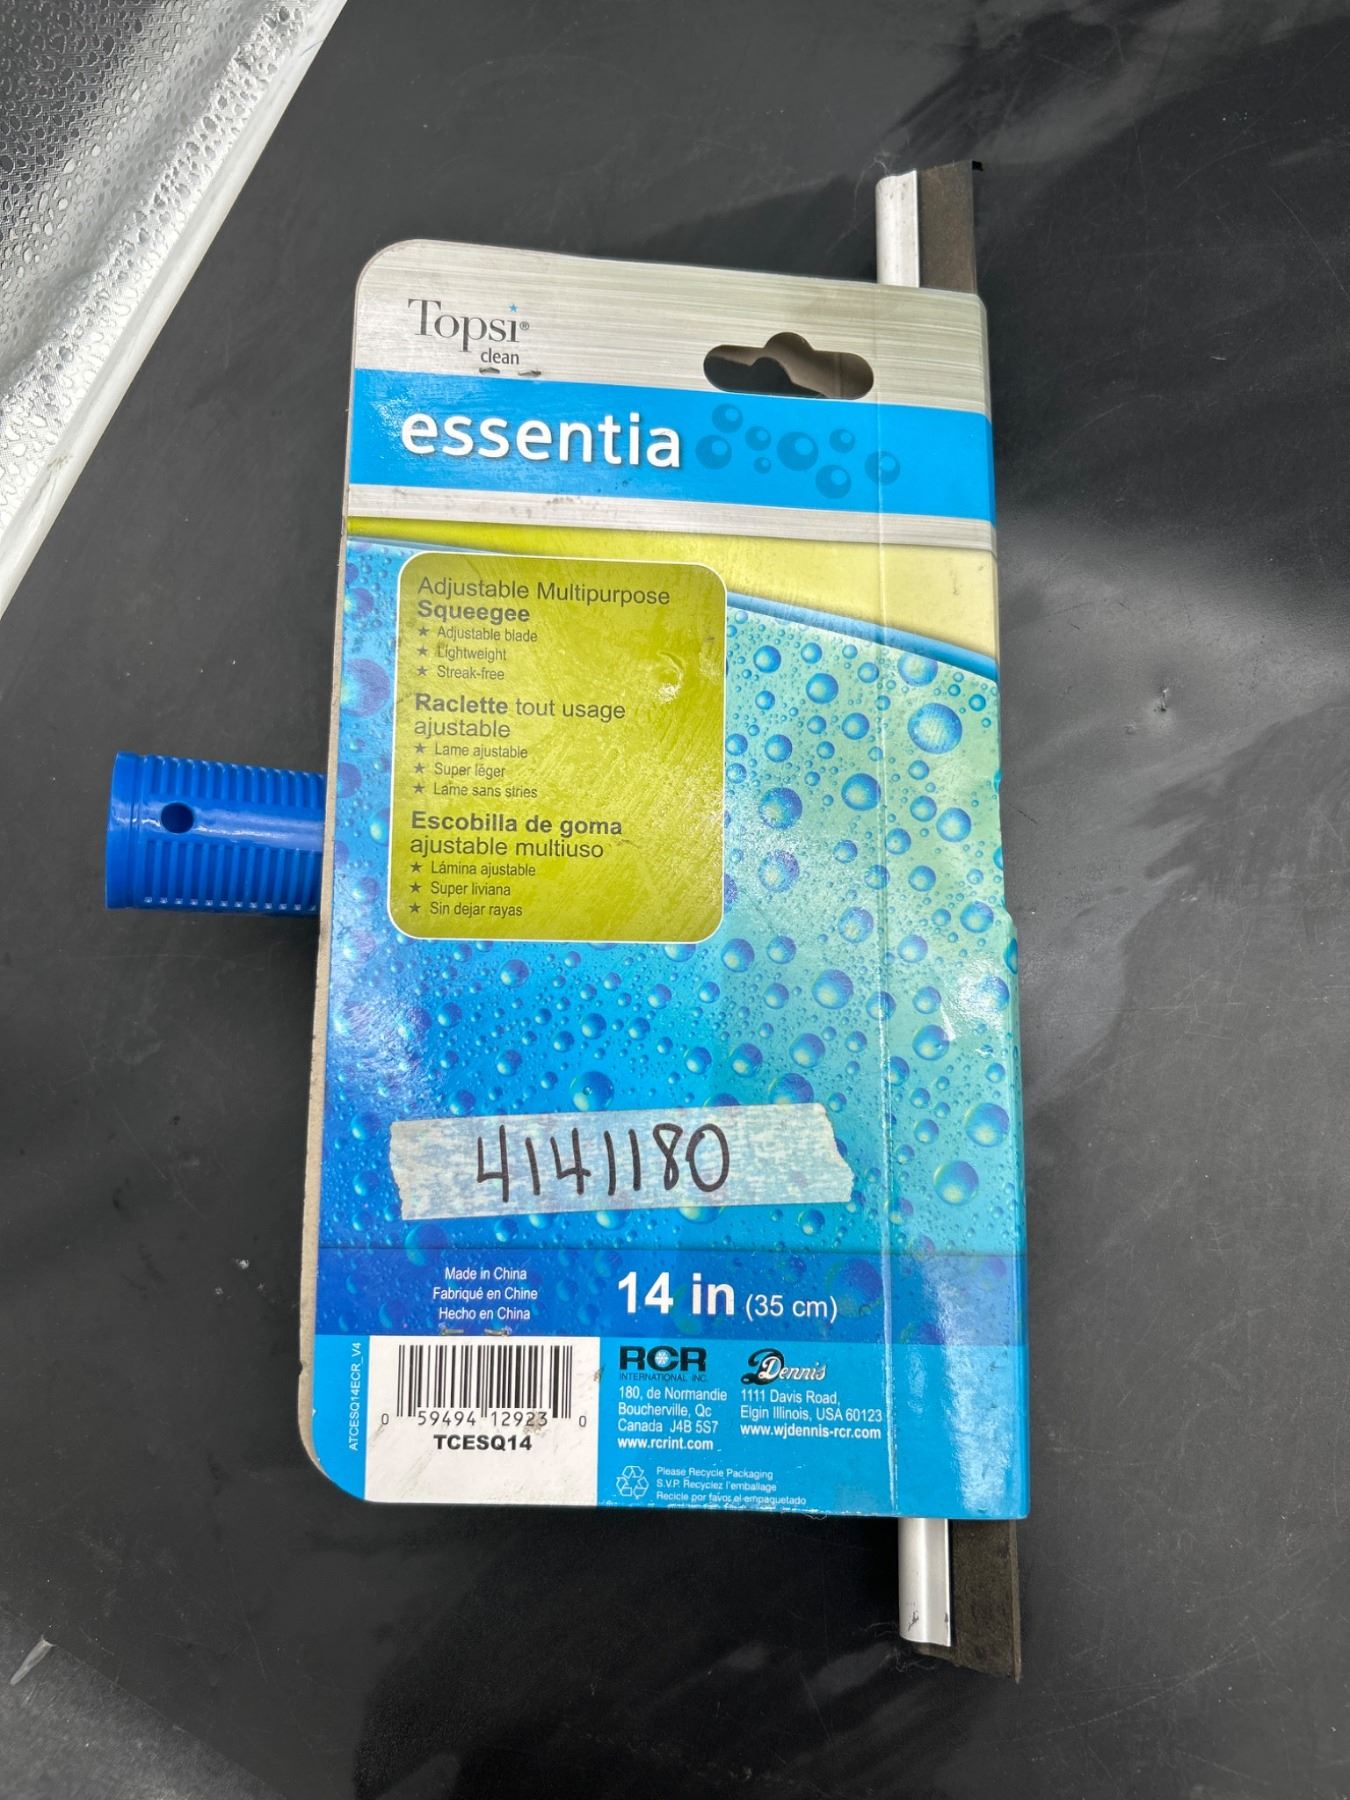 Topsi®
clean
essentia
Adjustable Multipurpose
Squeegee
★ Adjustable blade
★ Lightweight
★ Streak-free
Raclette tout usage
ajustable
★ Lame ajustable
★ Super léger
★ Lame sans stries
Escobilla de goma
ajustable multiuso
★ Lámina ajustable
★ Super liviana
★ Sin dejar rayas
4141180
Made in China
Fabriqué en Chine
Hecho en China
14 in (35 cm)
ATCESQ14ECR_V4
0 59494 12923 0
TCESQ14
RCR
INTERNATIONAL INC.
180, de Normandie
Boucherville, Qc
Canada J4B 5S7
www.rcrint.com
Dennis
1111 Davis Road,
Elgin Illinois, USA 60123
www.wjdennis-rcr.com
Please Recycle Packaging
S.V.P. Recyclez l'emballage
Recicle por favor el empaquetado